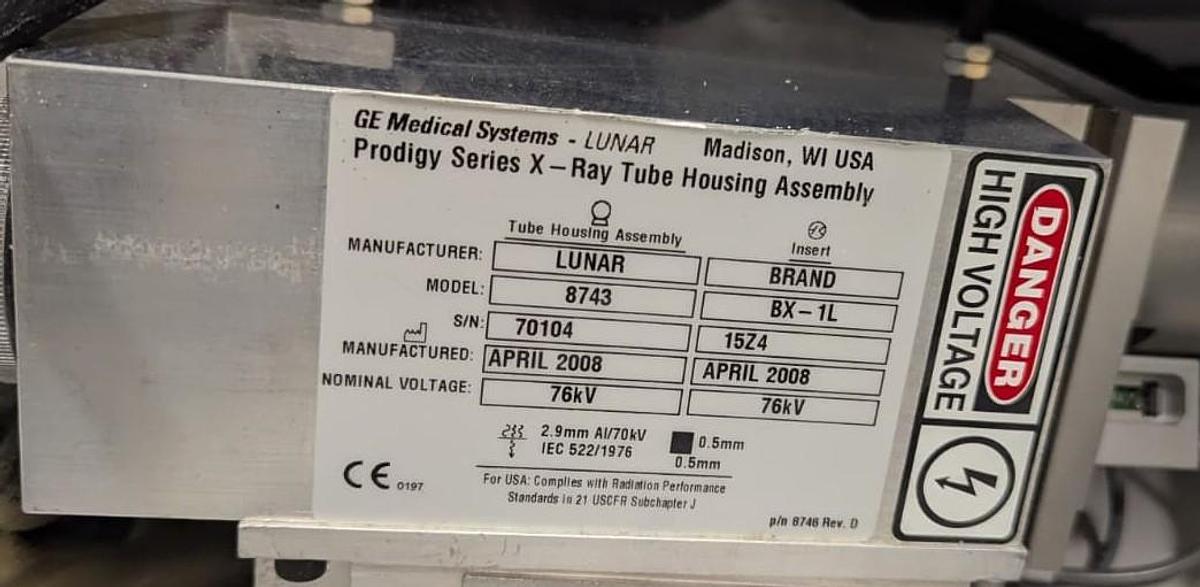 GE Medical Systems - LUNAR Madison, WI USA
Prodigy Series X-Ray Tube Housing Assembly
Tube Housing Assembly Insert
MANUFACTURER: LUNAR BRAND
MODEL: 8743 BX-1L
S/N: 70104 15Z4
MANUFACTURED: APRIL 2008 APRIL 2008
NOMINAL VOLTAGE: 76kV 76kV
2.9mm Al/70kV 0.5mm
IEC 522/1976 0.5mm
CE 0197
For USA: Complies with Radiation Performance
Standards in 21 USCFR Subchapter J
p/n 8746 Rev. D
DANGER
HIGH VOLTAGE